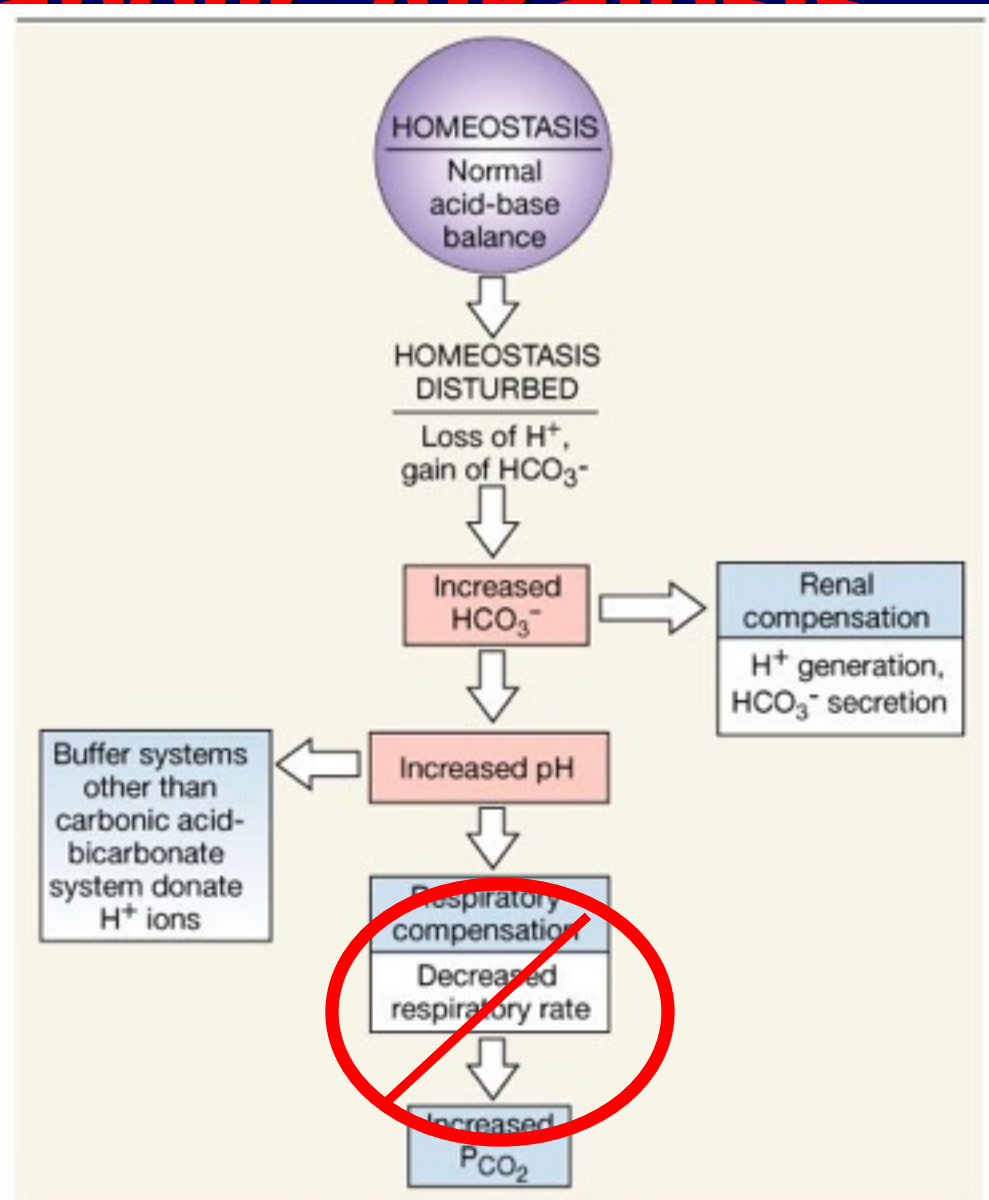 HOMEOSTASIS
Normal
acid-base
balance
HOMEOSTASIS
DISTURBED
Loss of H⁺,
gain of HCO₃⁻
Increased
HCO₃⁻
Renal
compensation
H⁺ generation,
HCO₃⁻ secretion
Increased pH
Buffer systems
other than
carbonic acid-
bicarbonate
system donate
H⁺ ions
Respiratory
compensation
Decreased
respiratory rate
Increased
PCO₂